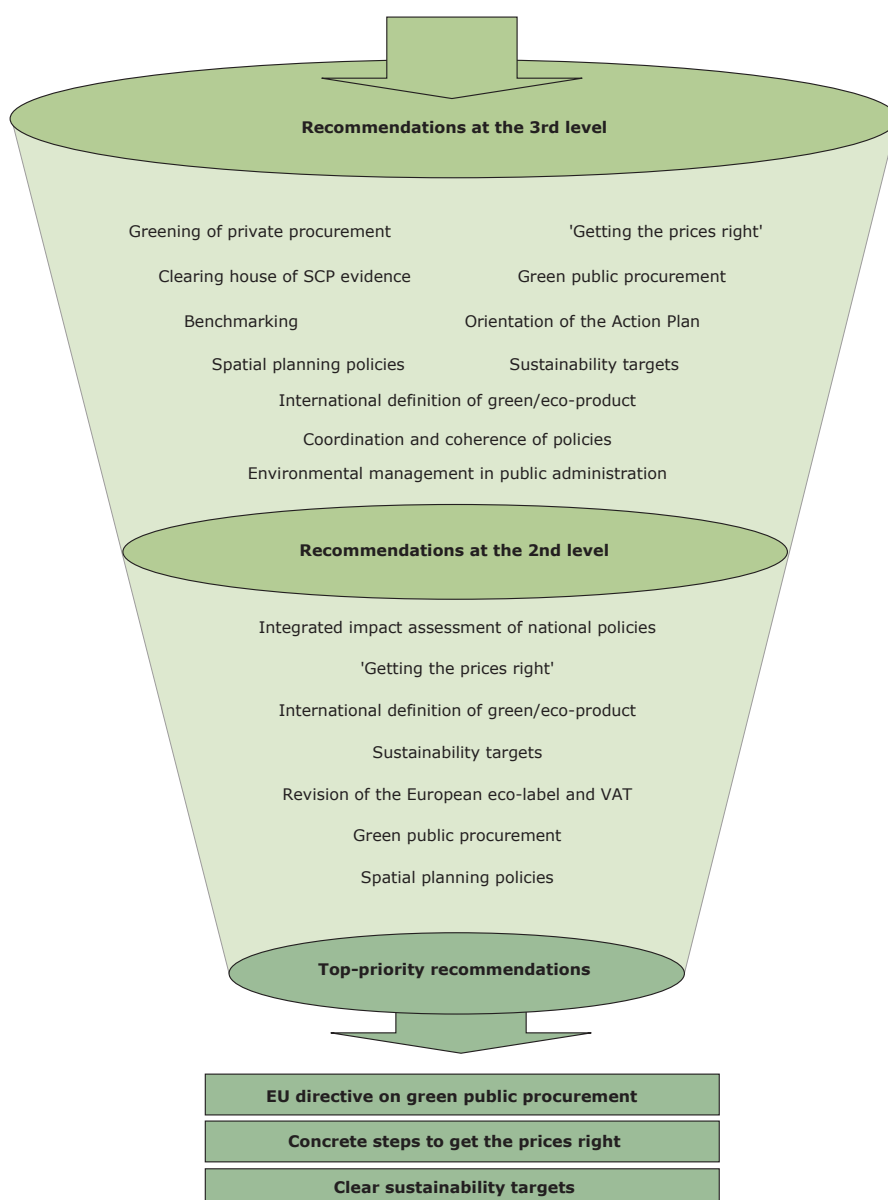 Recommendations at the 3rd level
Greening of private procurement
'Getting the prices right'
Clearing house of SCP evidence
Green public procurement
Benchmarking
Orientation of the Action Plan
Spatial planning policies
Sustainability targets
International definition of green/eco-product
Coordination and coherence of policies
Environmental management in public administration
Recommendations at the 2nd level
Integrated impact assessment of national policies
'Getting the prices right'
International definition of green/eco-product
Sustainability targets
Revision of the European eco-label and VAT
Green public procurement
Spatial planning policies
Top-priority recommendations
EU directive on green public procurement
Concrete steps to get the prices right
Clear sustainability targets